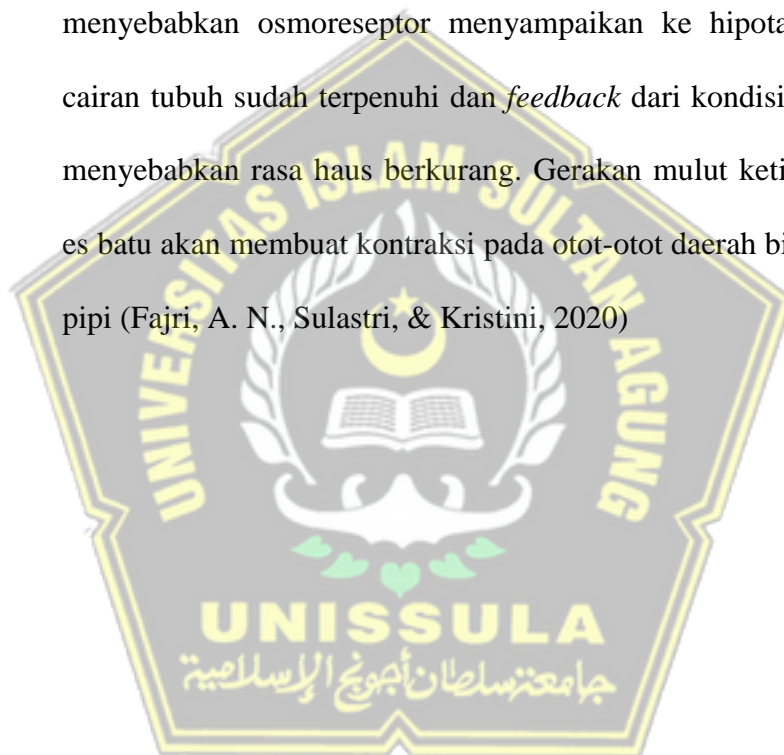 menyebabkan osmoreseptor menyampaikan ke hipota
cairan tubuh sudah terpenuhi dan feedback dari kondisi
menyebabkan rasa haus berkurang. Gerakan mulut keti
es batu akan membuat kontraksi pada otot-otot daerah bi
pipi (Fajri, A. N., Sulastri, & Kristini, 2020)
UNIVERSITAS ISLAM SULTAN AGUNG
UNISSULA
جامعة سلطان أجونج الإسلامية